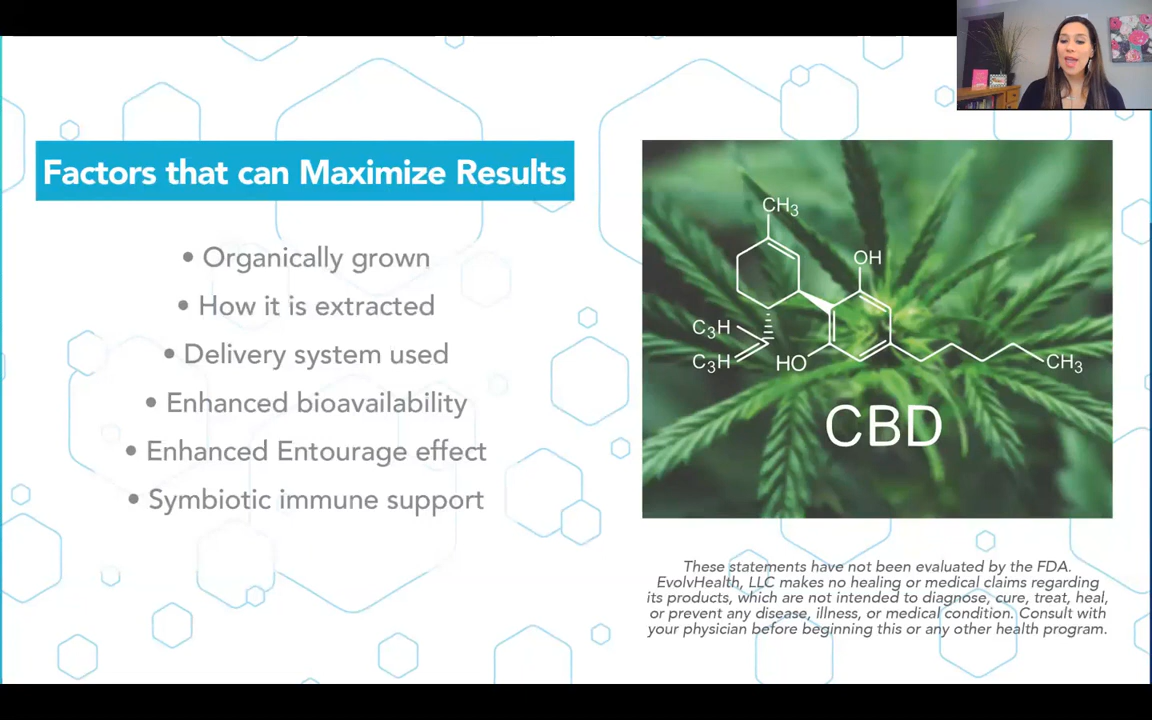 Factors that can Maximize Results
• Organically grown
• How it is extracted
• Delivery system used
• Enhanced bioavailability
• Enhanced Entourage effect
• Symbiotic immune support
CH3
OH
C3H
C3H
HO
CH3
CBD
These statements have not been evaluated by the FDA.
EvolvHealth, LLC makes no healing or medical claims regarding
its products, which are not intended to diagnose, cure, treat, heal,
or prevent any disease, illness, or medical condition. Consult with
your physician before beginning this or any other health program.